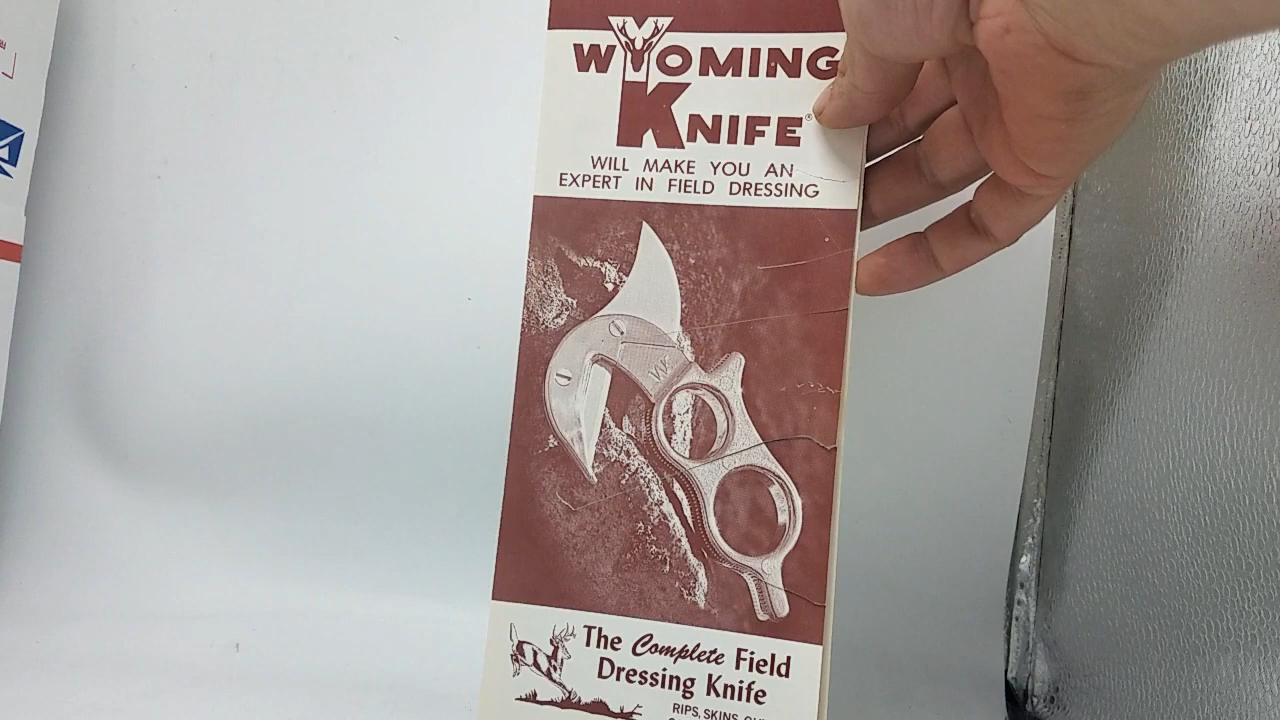 WYOMING
KNIFE®
WILL MAKE YOU AN
EXPERT IN FIELD DRESSING
W
The Complete Field
Dressing Knife
RIPS, SKINS,